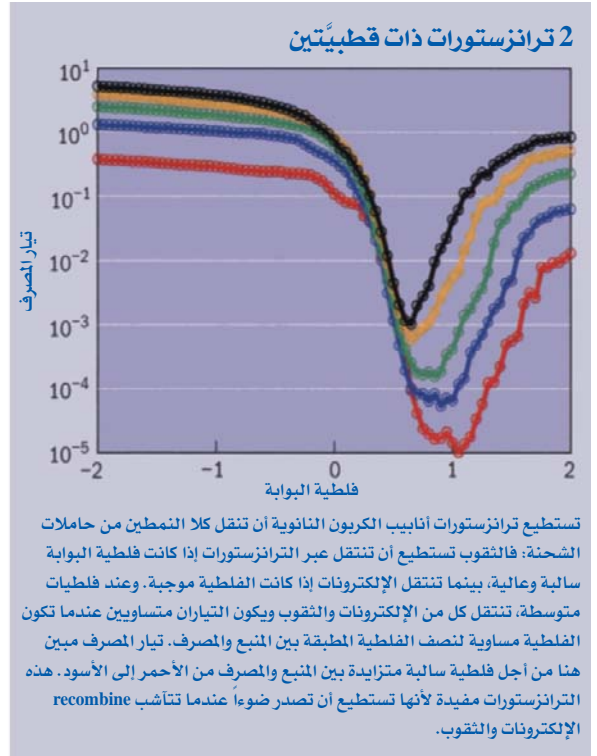 2 ترانزستورات ذات قطبيَّتين
10¹
10⁰
10⁻¹
10⁻²
10⁻³
10⁻⁴
10⁻⁵
تيار المصرف
−2
−1
0
1
2
فلطية البوابة
تستطيع ترانزستورات أنابيب الكربون النانوية أن تنقل كلا النمطين من حاملات
الشحنة: فالثقوب تستطيع أن تنتقل عبر الترانزستورات إذا كانت فلطية البوابة
سالبة وعالية، بينما تنتقل الإلكترونات إذا كانت الفلطية موجبة. وعند فلطيات
متوسطة، تنتقل كل من الإلكترونات والثقوب ويكون التياران متساويين عندما تكون
الفلطية مساوية لنصف الفلطية المطبقة بين المنبع والمصرف. تيار المصرف مبين
هنا من أجل فلطية سالبة متزايدة بين المنبع والمصرف من الأحمر إلى الأسود. هذه
الترانزستورات مفيدة لأنها تستطيع أن تصدر ضوءاً عندما تتآشب recombine
الإلكترونات والثقوب.